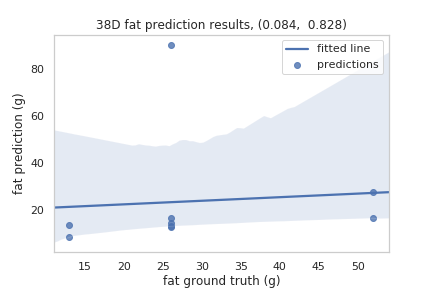 38D fat prediction results, (0.084,  0.828)
fitted line
predictions
fat prediction (g)
80
60
40
20
15 20 25 30 35 40 45 50
fat ground truth (g)